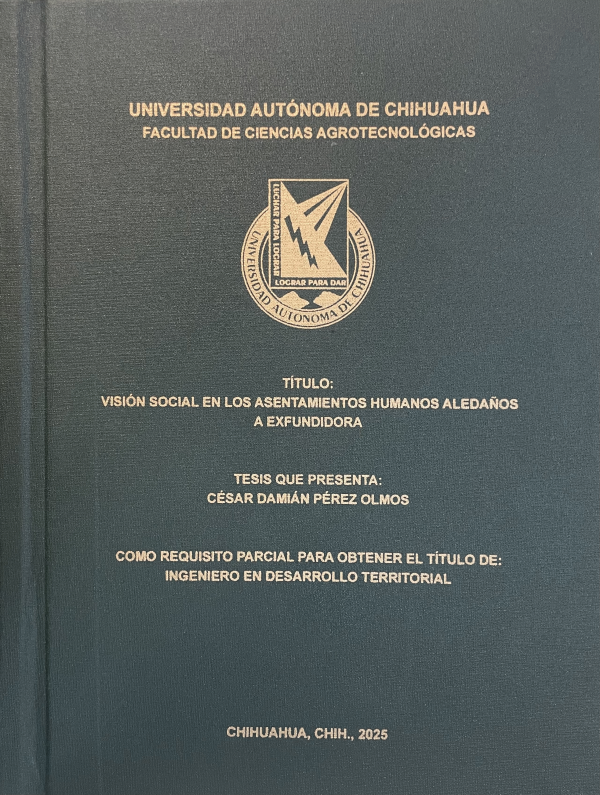 UNIVERSIDAD AUTÓNOMA DE CHIHUAHUA
FACULTAD DE CIENCIAS AGROTECNOLÓGICAS
LUCHAR PARA LOGRAR
LOGRAR PARA DAR
UNIVERSIDAD AUTONOMA DE CHIHUAHUA
TÍTULO:
VISIÓN SOCIAL EN LOS ASENTAMIENTOS HUMANOS ALEDAÑOS
A EXFUNDIDORA
TESIS QUE PRESENTA:
CÉSAR DAMIÁN PÉREZ OLMOS
COMO REQUISITO PARCIAL PARA OBTENER EL TÍTULO DE:
INGENIERO EN DESARROLLO TERRITORIAL
CHIHUAHUA, CHIH., 2025